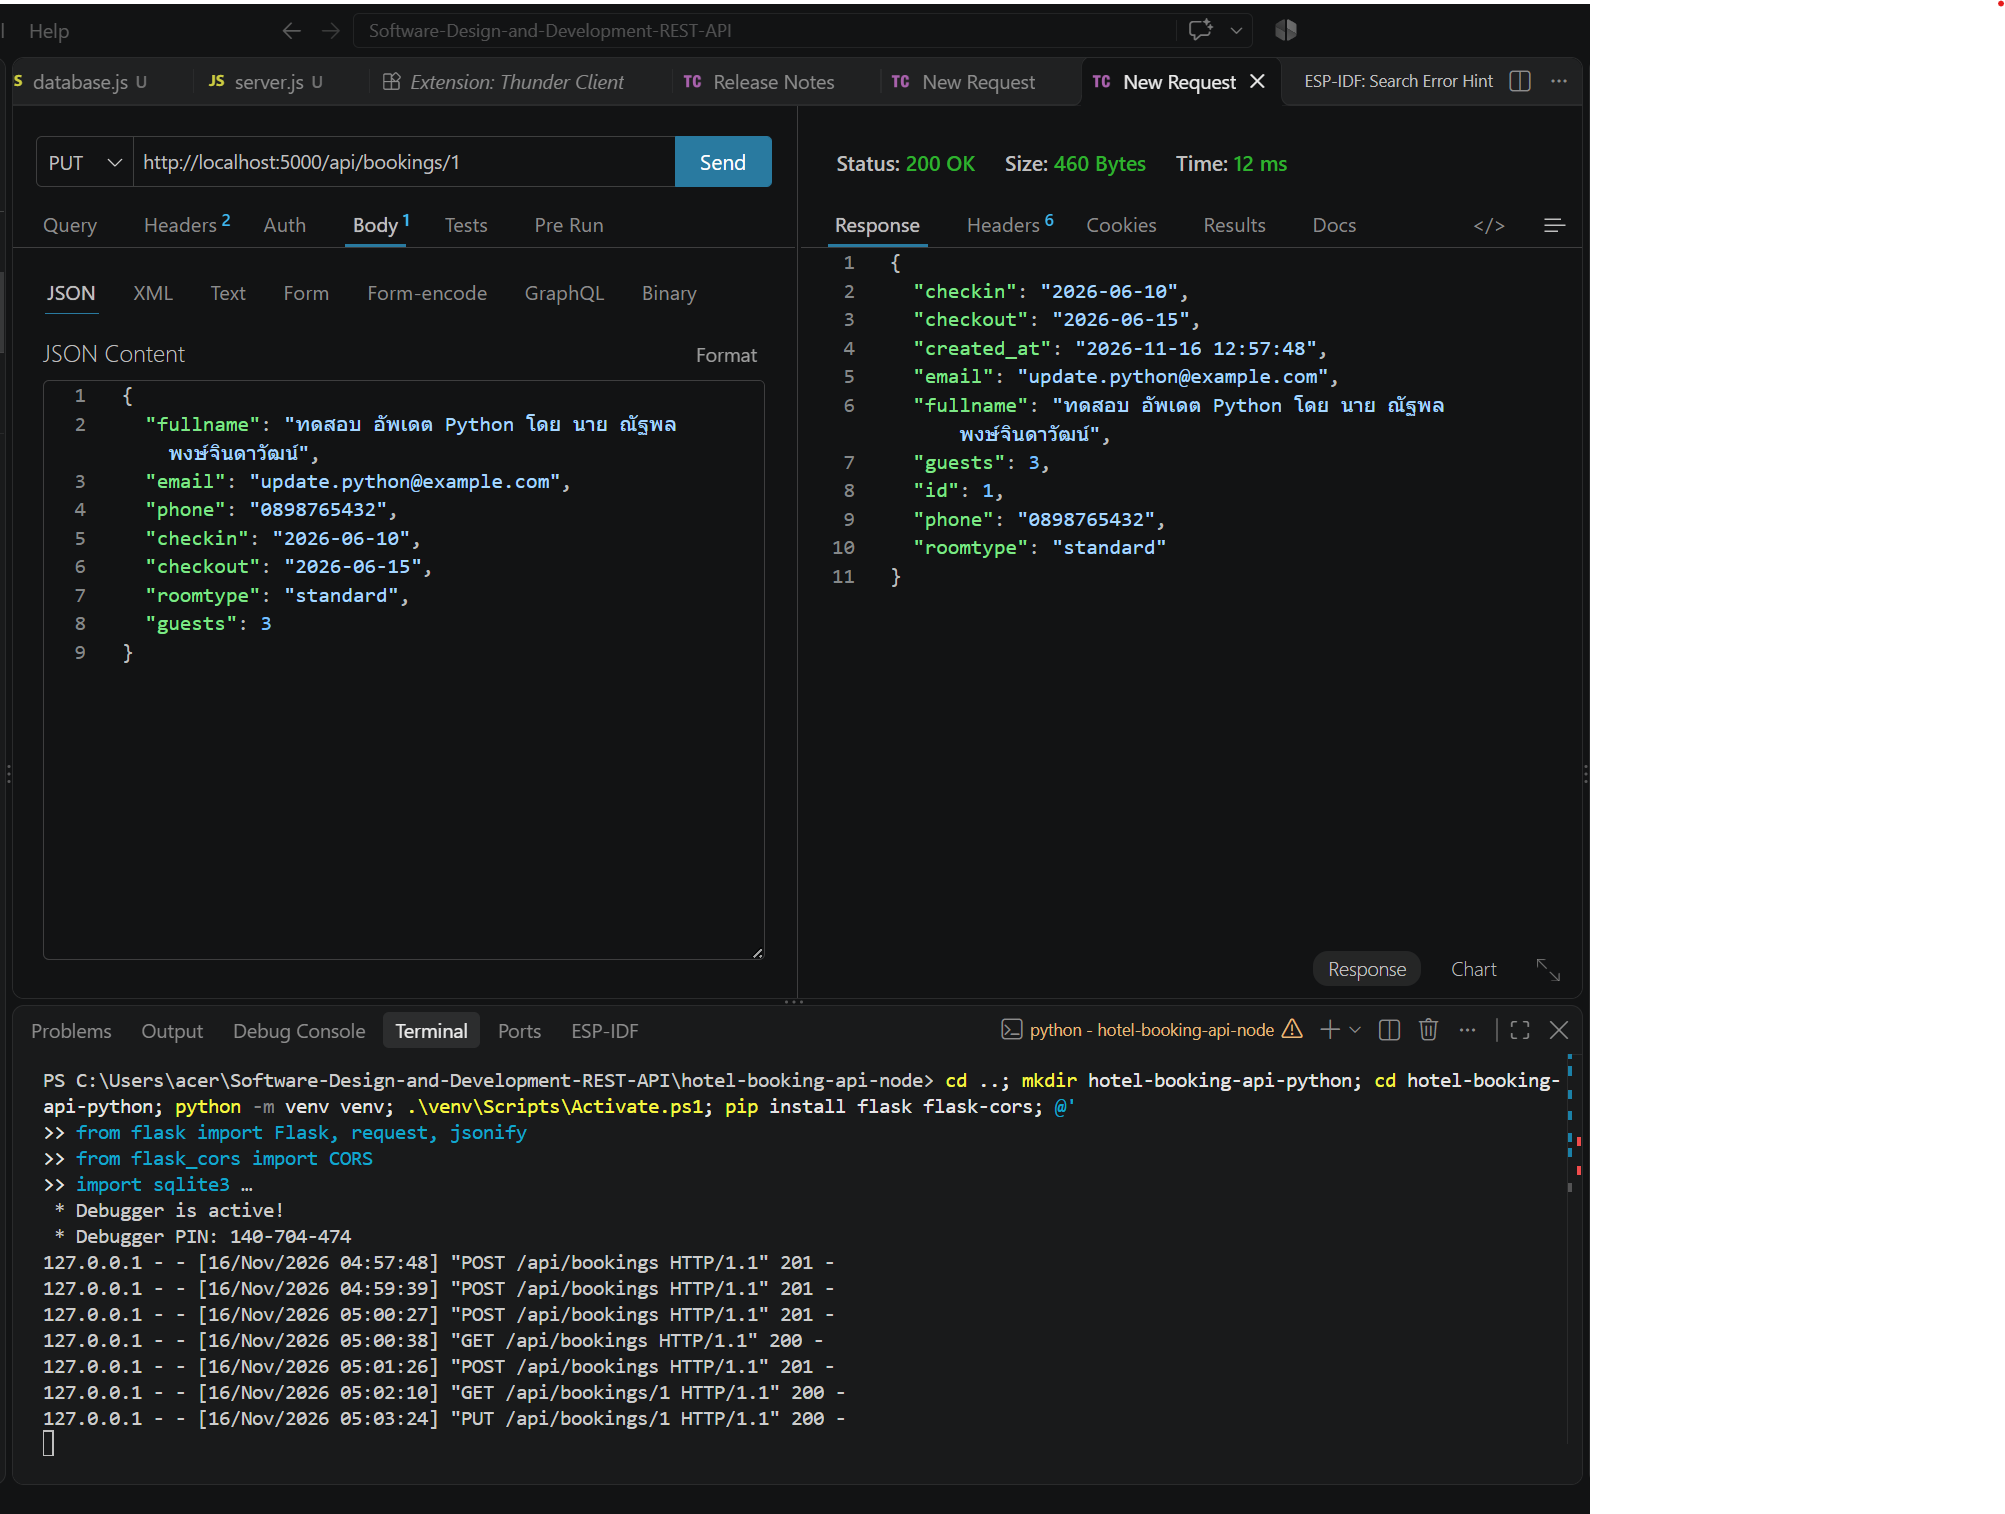 Help
Software-Design-and-Development-REST-API
S database.js U
JS server.js U
Extension: Thunder Client
TC Release Notes
TC New Request
TC New Request
ESP-IDF: Search Error Hint
PUT
http://localhost:5000/api/bookings/1
Send
Query Headers 2 Auth Body 1 Tests Pre Run
JSON XML Text Form Form-encode GraphQL Binary
JSON Content
Format
1 {
2 "fullname": "ทดสอบ อัพเดต Python โดย นาย ณัฐพล
พงษ์จินดาวัฒน์",
3 "email": "update.python@example.com",
4 "phone": "0898765432",
5 "checkin": "2026-06-10",
6 "checkout": "2026-06-15",
7 "roomtype": "standard",
8 "guests": 3
9 }
Status: 200 OK Size: 460 Bytes Time: 12 ms
Response Headers 6 Cookies Results Docs </>
1 {
2 "checkin": "2026-06-10",
3 "checkout": "2026-06-15",
4 "created_at": "2026-11-16 12:57:48",
5 "email": "update.python@example.com",
6 "fullname": "ทดสอบ อัพเดต Python โดย นาย ณัฐพล
พงษ์จินดาวัฒน์",
7 "guests": 3,
8 "id": 1,
9 "phone": "0898765432",
10 "roomtype": "standard"
11 }
Response Chart
Problems Output Debug Console Terminal Ports ESP-IDF
python - hotel-booking-api-node
PS C:\Users\acer\Software-Design-and-Development-REST-API\hotel-booking-api-node> cd ..; mkdir hotel-booking-api-python; cd hotel-booking-
api-python; python -m venv venv; .\venv\Scripts\Activate.ps1; pip install flask flask-cors; @'
>> from flask import Flask, request, jsonify
>> from flask_cors import CORS
>> import sqlite3 …
* Debugger is active!
* Debugger PIN: 140-704-474
127.0.0.1 - - [16/Nov/2026 04:57:48] "POST /api/bookings HTTP/1.1" 201 -
127.0.0.1 - - [16/Nov/2026 04:59:39] "POST /api/bookings HTTP/1.1" 201 -
127.0.0.1 - - [16/Nov/2026 05:00:27] "POST /api/bookings HTTP/1.1" 201 -
127.0.0.1 - - [16/Nov/2026 05:00:38] "GET /api/bookings HTTP/1.1" 200 -
127.0.0.1 - - [16/Nov/2026 05:01:26] "POST /api/bookings HTTP/1.1" 201 -
127.0.0.1 - - [16/Nov/2026 05:02:10] "GET /api/bookings/1 HTTP/1.1" 200 -
127.0.0.1 - - [16/Nov/2026 05:03:24] "PUT /api/bookings/1 HTTP/1.1" 200 -